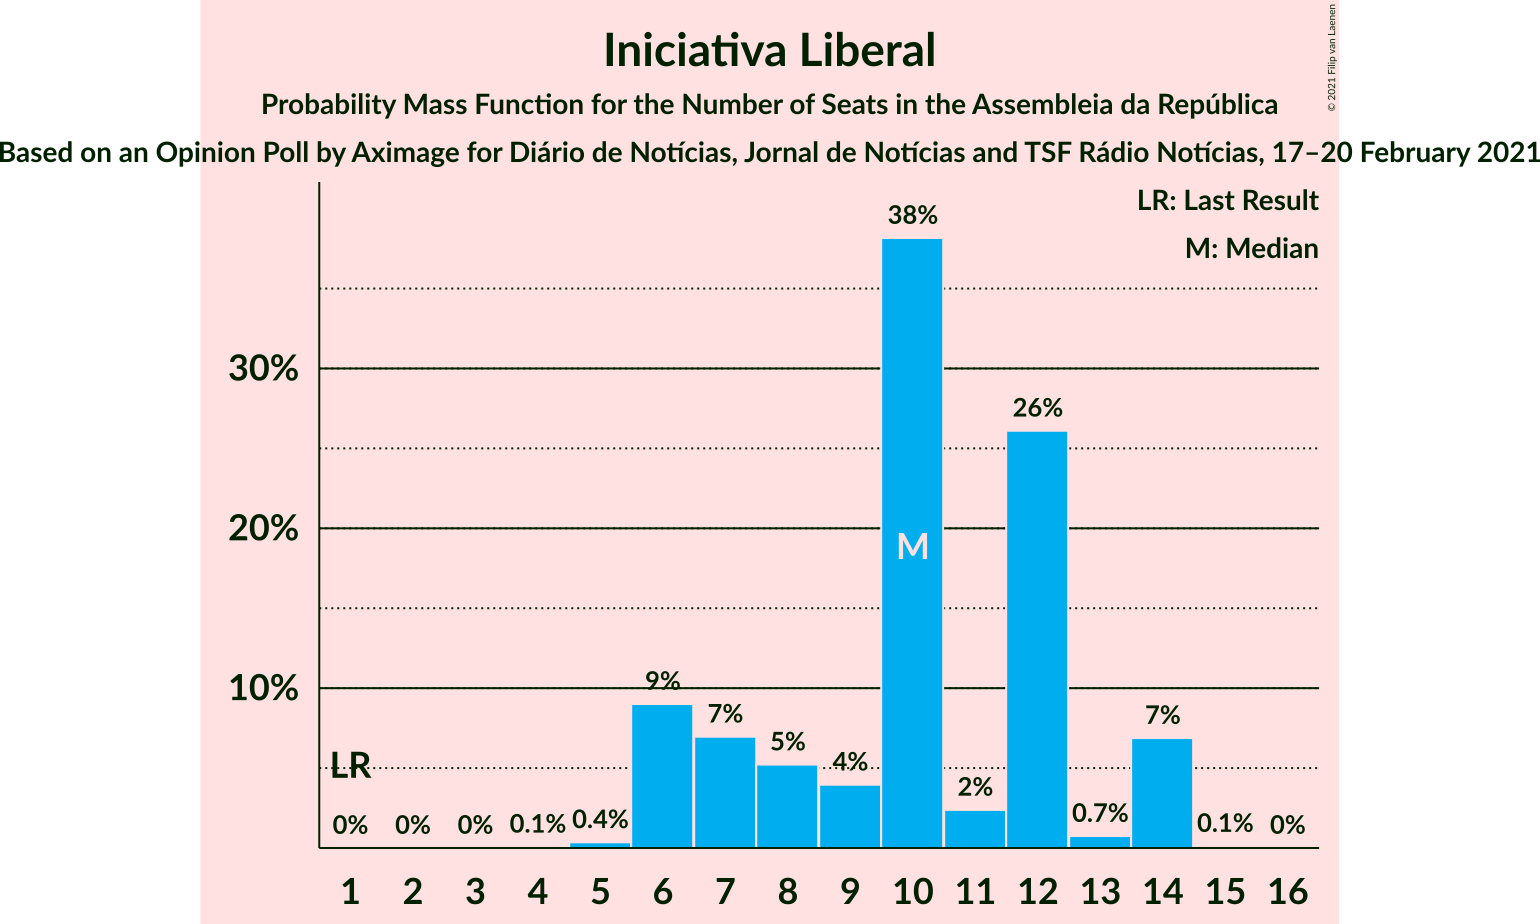 Iniciativa Liberal
Probability Mass Function for the Number of Seats in the Assembleia da República
Based on an Opinion Poll by Aximage for Diário de Notícias, Jornal de Notícias and TSF Rádio Notícias, 17–20 February 2021
© 2021 Filip van Laenen
LR: Last Result
M: Median
38%
30%
26%
20%
M
10%
9%
7%
7%
5%
4%
LR
2%
0%
0%
0%
0.1%
0.4%
0.7%
0.1%
0%
1 2 3 4 5 6 7 8 9 10 11 12 13 14 15 16